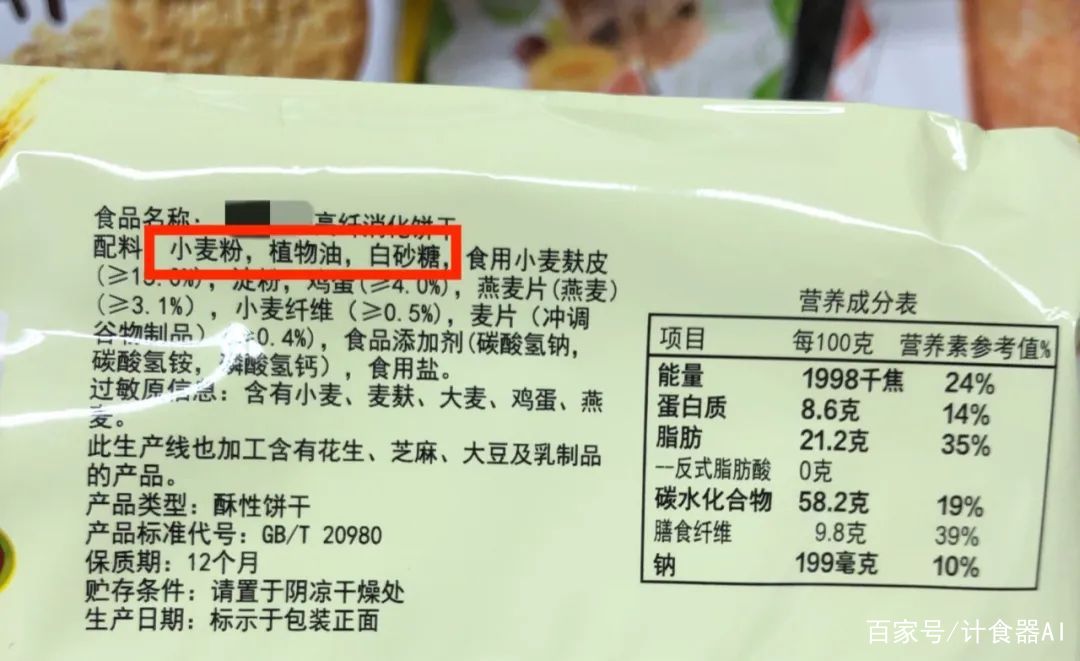 食品名称：高纤消化饼干
配料 小麦粉，植物油，白砂糖，食用小麦麸皮
淀粉，鸡蛋(≥4.0%)，燕麦片(燕麦)
(≥3.1%)，小麦纤维（≥0.5%)，麦片（冲调
谷物制品）0.4%)，食品添加剂(碳酸氢钠，
碳酸氢铵，磷酸氢钙），食用盐。
过敏原信息：含有小麦、麦麸、大麦、鸡蛋、燕
麦。
此生产线也加工含有花生、芝麻、大豆及乳制品
的产品。
产品类型：酥性饼干
产品标准代号：GB/T 20980
保质期：12个月
贮存条件：请置于阴凉干燥处
生产日期：标示于包装正面
营养成分表
项目 每100克 营养素参考值%
能量 1998千焦 24%
蛋白质 8.6克 14%
脂肪 21.2克 35%
--反式脂肪酸 0克
碳水化合物 58.2克 19%
膳食纤维 9.8克 39%
钠 199毫克 10%
百家号/计食器AI